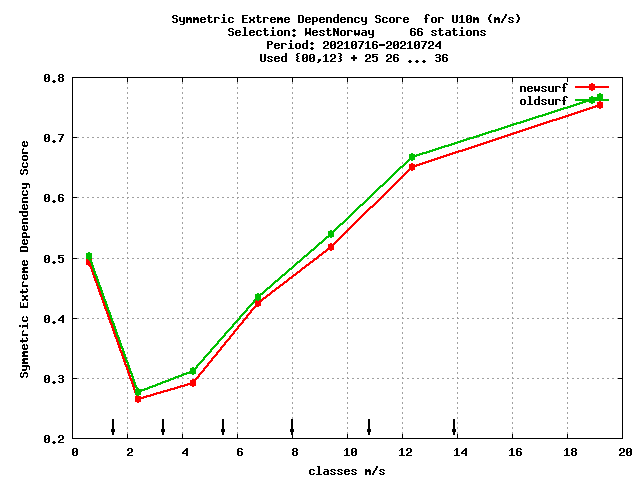 Symmetric Extreme Dependency Score  for U10m (m/s)
Selection: WestNorway     66 stations
Period: 20210716-20210724
Used {00,12} + 25 26 ... 36
newsurf
oldsurf
Symmetric Extreme Dependency Score
0.8
0.7
0.6
0.5
0.4
0.3
0.2
0 2 4 6 8 10 12 14 16 18 20
classes m/s